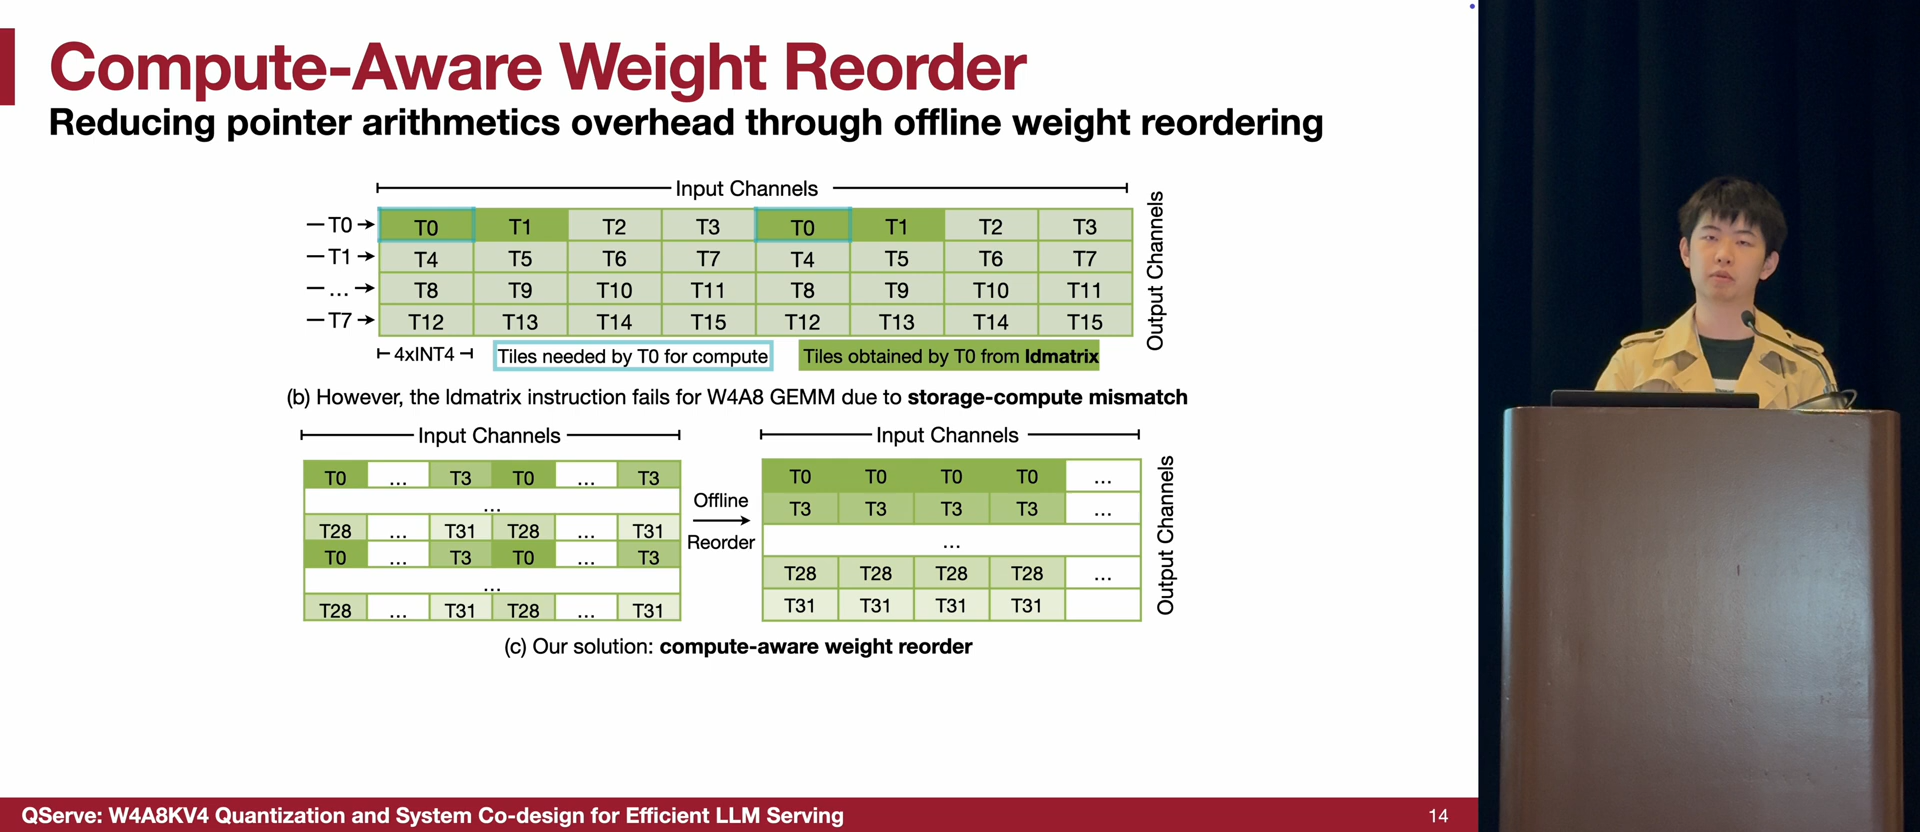 Compute-Aware Weight Reorder
Reducing pointer arithmetics overhead through offline weight reordering
Input Channels
T0 T0 T1 T2 T3 T0 T1 T2 T3
T1 T4 T5 T6 T7 T4 T5 T6 T7
... T8 T9 T10 T11 T8 T9 T10 T11
T7 T12 T13 T14 T15 T12 T13 T14 T15
Output Channels
4xINT4 Tiles needed by T0 for compute Tiles obtained by T0 from ldmatrix
(b) However, the ldmatrix instruction fails for W4A8 GEMM due to storage-compute mismatch
Input Channels
T0 ... T3 T0 ... T3
...
T28 ... T31 T28 ... T31
T0 ... T3 T0 ... T3
...
T28 ... T31 T28 ... T31
Offline
Reorder
Input Channels
T0 T0 T0 T0 ...
T3 T3 T3 T3 ...
...
T28 T28 T28 T28 ...
T31 T31 T31 T31
Output Channels
(c) Our solution: compute-aware weight reorder
QServe: W4A8KV4 Quantization and System Co-design for Efficient LLM Serving
14